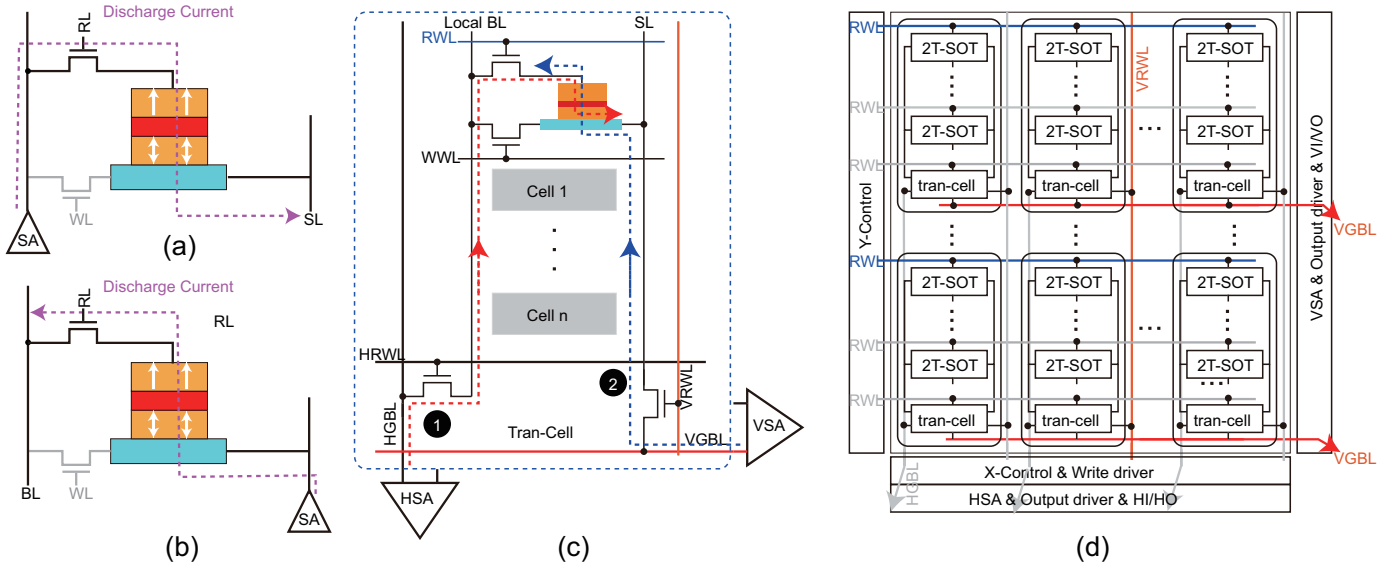 Discharge Current
RL
WL
SA
SL
(a)
Discharge Current
RL
RL
BL
WL
SA
(b)
Local BL
SL
RWL
WWL
Cell 1
Cell n
HRWL
1
2
HGBL
VRWL
Tran-Cell
VGBL
VSA
HSA
(c)
RWL
2T-SOT
2T-SOT
2T-SOT
VRWL
RWL
2T-SOT
2T-SOT
2T-SOT
RWL
tran-cell
tran-cell
tran-cell
VGBL
Y-Control
VSA & Output driver & VI/VO
RWL
2T-SOT
2T-SOT
2T-SOT
RWL
2T-SOT
2T-SOT
2T-SOT
RWL
tran-cell
tran-cell
tran-cell
VGBL
HGBL
X-Control & Write driver
HSA & Output driver & HI/HO
(d)